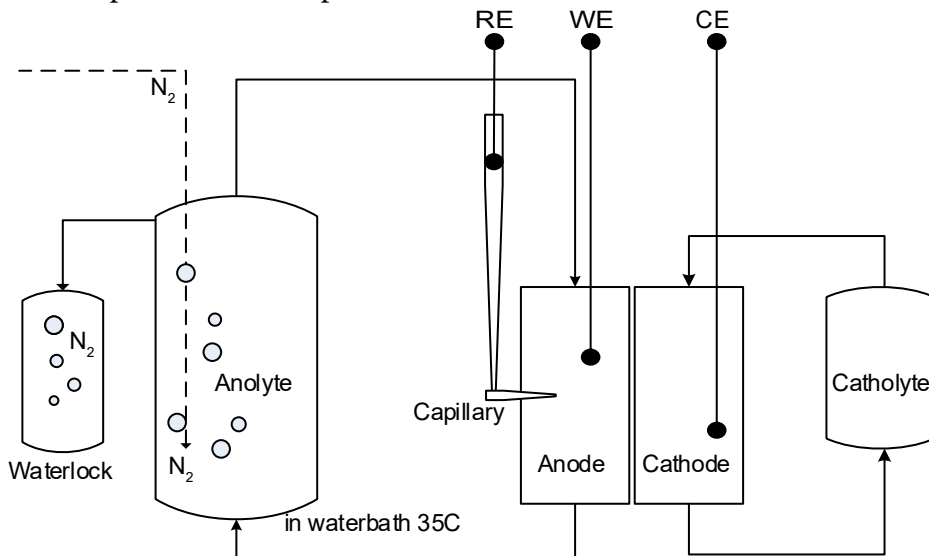 RE WE CE
N₂
N₂
Anolyte
Catholyte
Capillary
Waterlock
N₂
Anode
Cathode
in waterbath 35C